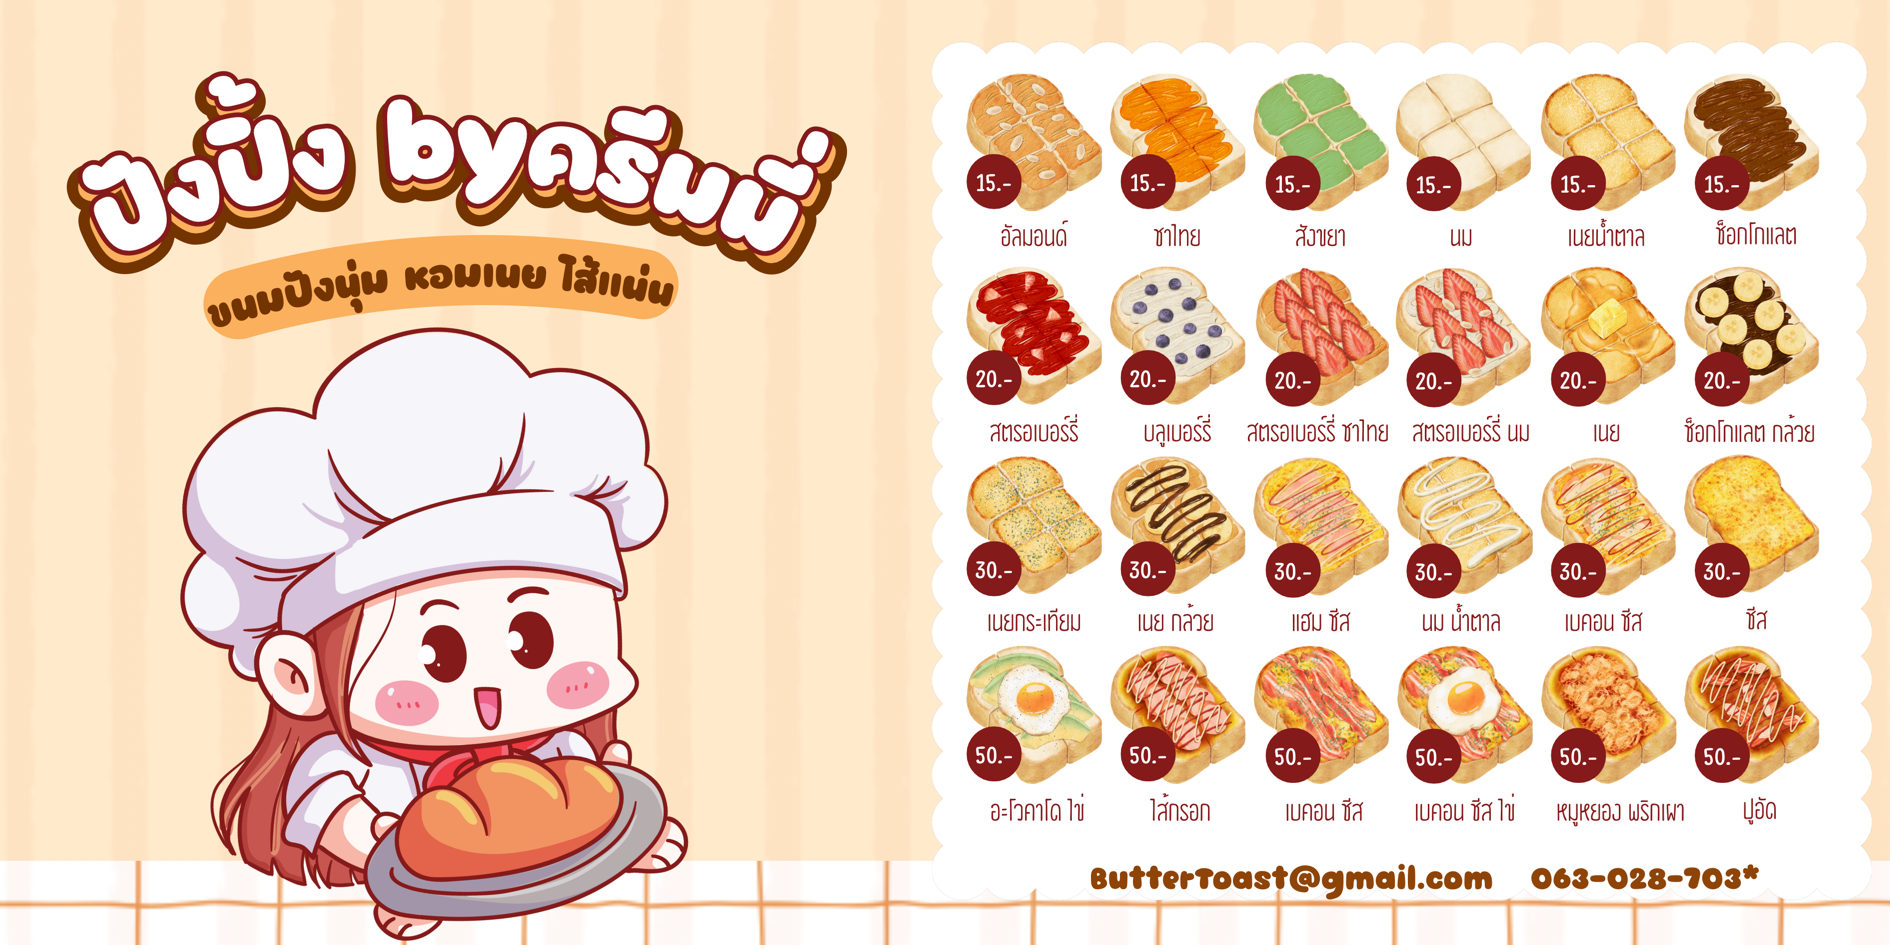 ปังปิ้ง byครีมมี่
ขนมปังนุ่ม หอมเนย ไส้แน่น
15.- 15.- 15.- 15.- 15.- 15.-
อัลมอนด์ ชาไทย สังขยา นม เนยน้ำตาล ช็อกโกแลต
20.- 20.- 20.- 20.- 20.- 20.-
สตรอเบอร์รี่ บลูเบอร์รี่ สตรอเบอร์รี่ ชาไทย สตรอเบอร์รี่ นม เนย ช็อกโกแลต กล้วย
30.- 30.- 30.- 30.- 30.- 30.-
เนยกระเทียม เนย กล้วย แฮม ชีส นม น้ำตาล เบคอน ชีส ชีส
50.- 50.- 50.- 50.- 50.- 50.-
อะโวคาโด ไข่ ไส้กรอก เบคอน ชีส เบคอน ชีส ไข่ หมูหยอง พริกเผา ปูอัด
ButterToast@gmail.com 063-028-703*